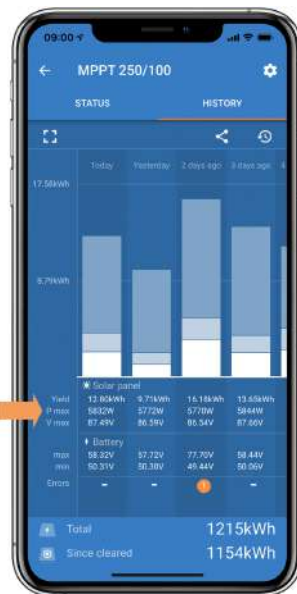 09:00
MPPT 250/100
STATUS HISTORY
Today Yesterday 2 days ago 3 days ago 4
17.58kWh
8.79kWh
Solar panel
Yield 12.80kWh 9.71kWh 16.18kWh 13.65kWh
P max 5832W 5772W 5770W 5844W
V max 87.49V 86.59V 86.54V 87.66V
Battery
max 58.32V 57.72V 77.70V 58.44V
min 50.31V 50.38V 49.44V 50.06V
Errors - - 1 -
Total 1215kWh
Since cleared 1154kWh